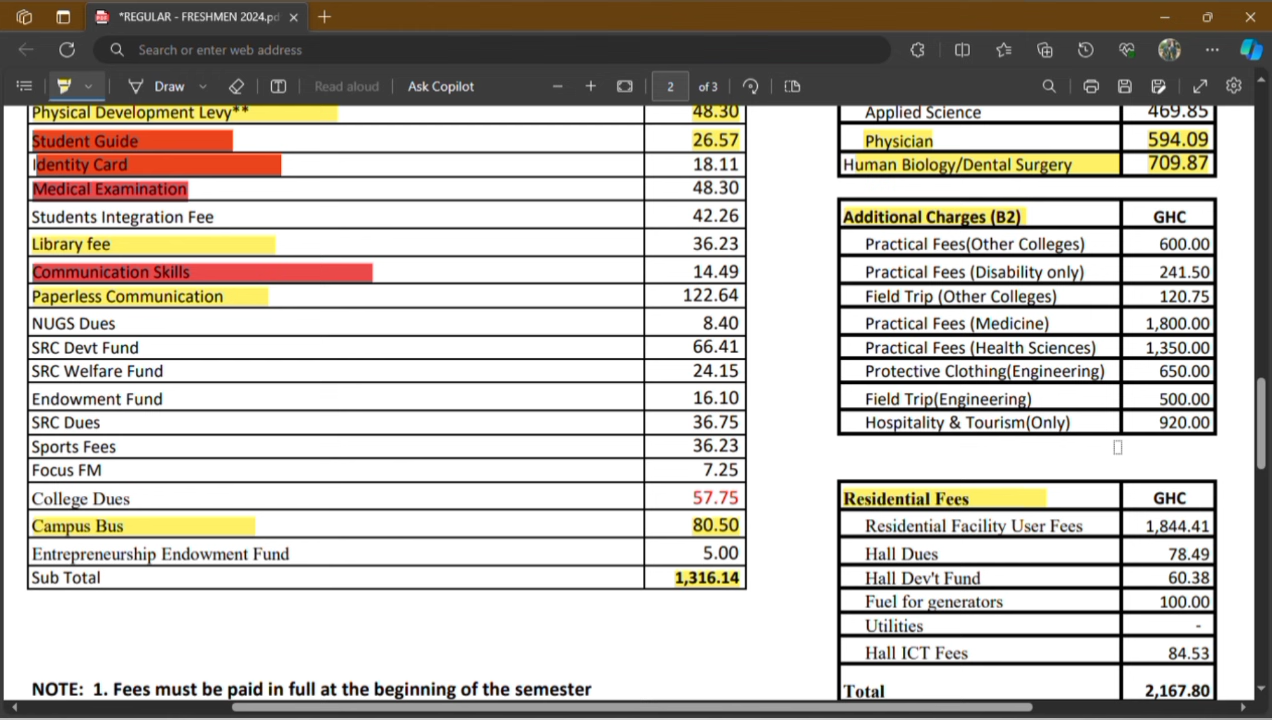 *REGULAR - FRESHMEN 2024.pd
Search or enter web address
Draw
Read aloud
Ask Copilot
2 of 3
Physical Development Levy** 48.30
Student Guide 26.57
Identity Card 18.11
Medical Examination 48.30
Students Integration Fee 42.26
Library fee 36.23
Communication Skills 14.49
Paperless Communication 122.64
NUGS Dues 8.40
SRC Devt Fund 66.41
SRC Welfare Fund 24.15
Endowment Fund 16.10
SRC Dues 36.75
Sports Fees 36.23
Focus FM 7.25
College Dues 57.75
Campus Bus 80.50
Entrepreneurship Endowment Fund 5.00
Sub Total 1,316.14
NOTE: 1. Fees must be paid in full at the beginning of the semester
Applied Science 469.85
Physician 594.09
Human Biology/Dental Surgery 709.87
Additional Charges (B2) GHC
Practical Fees(Other Colleges) 600.00
Practical Fees (Disability only) 241.50
Field Trip (Other Colleges) 120.75
Practical Fees (Medicine) 1,800.00
Practical Fees (Health Sciences) 1,350.00
Protective Clothing(Engineering) 650.00
Field Trip(Engineering) 500.00
Hospitality & Tourism(Only) 920.00
Residential Fees GHC
Residential Facility User Fees 1,844.41
Hall Dues 78.49
Hall Dev't Fund 60.38
Fuel for generators 100.00
Utilities -
Hall ICT Fees 84.53
Total 2,167.80